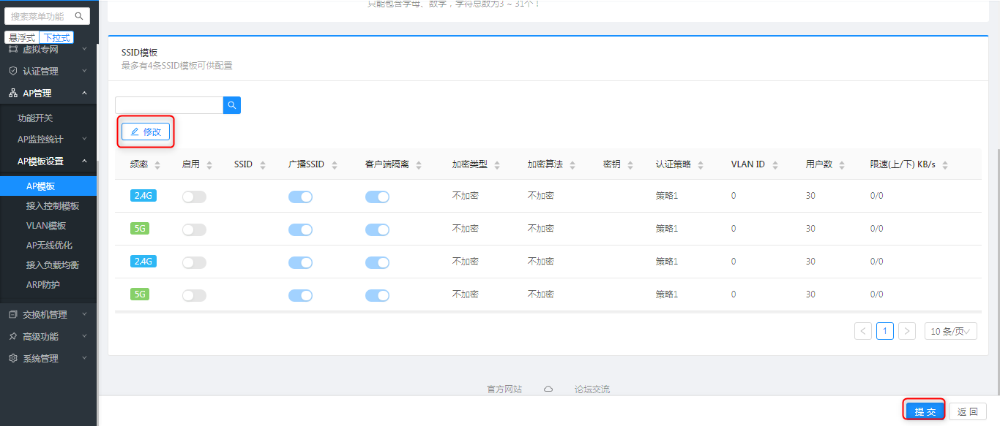 只能包含字母、数字，字符总数为3 ~ 31个！
搜索菜单功能
悬浮式 下拉式
虚拟专网
认证管理
AP管理
功能开关
AP监控统计
AP模板设置
AP模板
接入控制模板
VLAN模板
AP无线优化
接入负载均衡
ARP防护
交换机管理
高级功能
系统管理
SSID模板
最多有4条SSID模板可供配置
修改
频率 启用 SSID 广播SSID 客户端隔离 加密类型 加密算法 密钥 认证策略 VLAN ID 用户数 限速(上/下) KB/s
2.4G 不加密 不加密 策略1 0 30 0/0
5G 不加密 不加密 策略1 0 30 0/0
2.4G 不加密 不加密 策略1 0 30 0/0
5G 不加密 不加密 策略1 0 30 0/0
1 10 条/页
官方网站 论坛交流
提交 返回